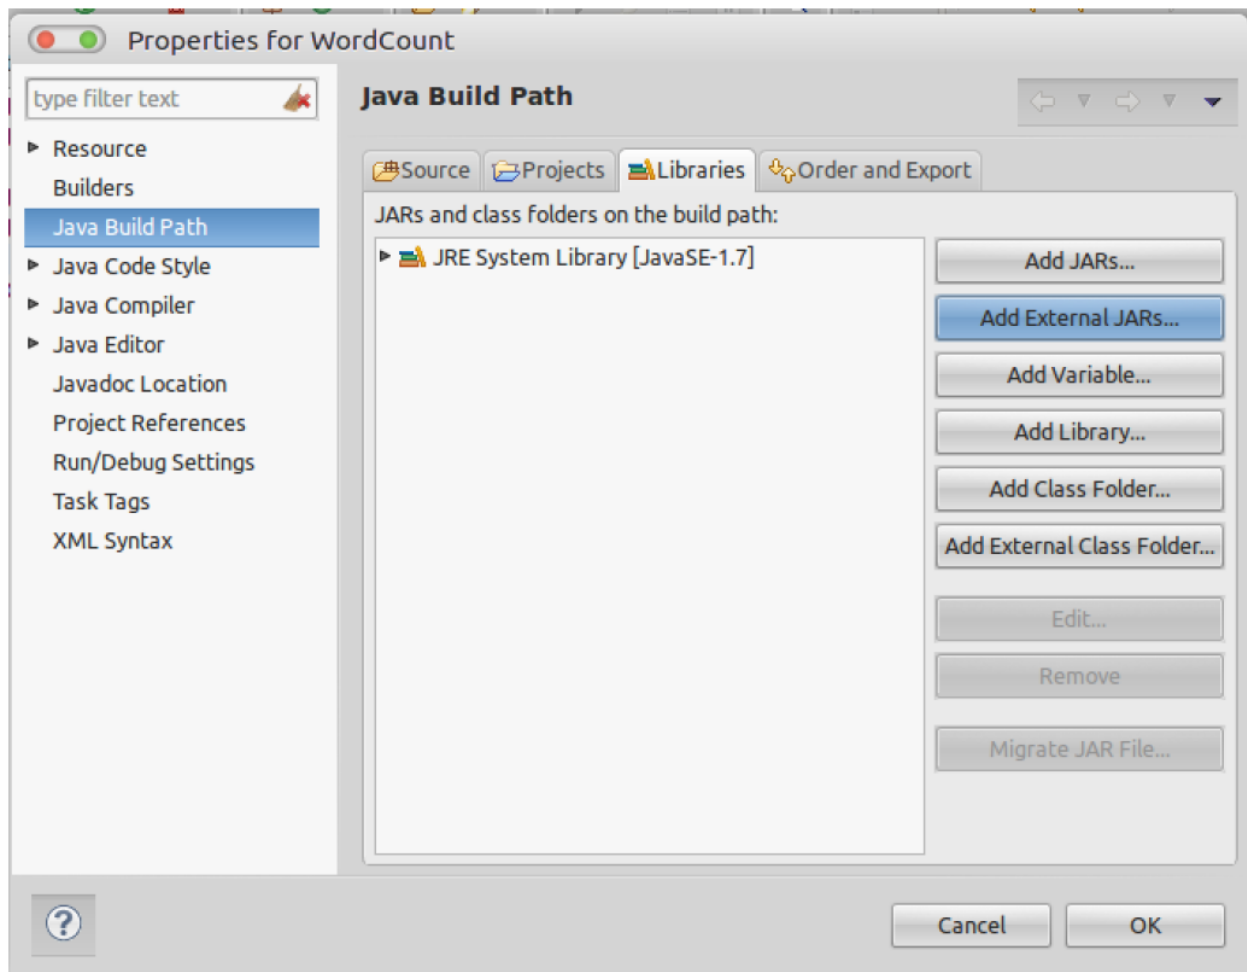 Properties for WordCount
type filter text
Resource
Builders
Java Build Path
Java Code Style
Java Compiler
Java Editor
Javadoc Location
Project References
Run/Debug Settings
Task Tags
XML Syntax
Java Build Path
Source
Projects
Libraries
Order and Export
JARs and class folders on the build path:
JRE System Library [JavaSE-1.7]
Add JARs...
Add External JARs...
Add Variable...
Add Library...
Add Class Folder...
Add External Class Folder...
Edit...
Remove
Migrate JAR File...
?
Cancel
OK